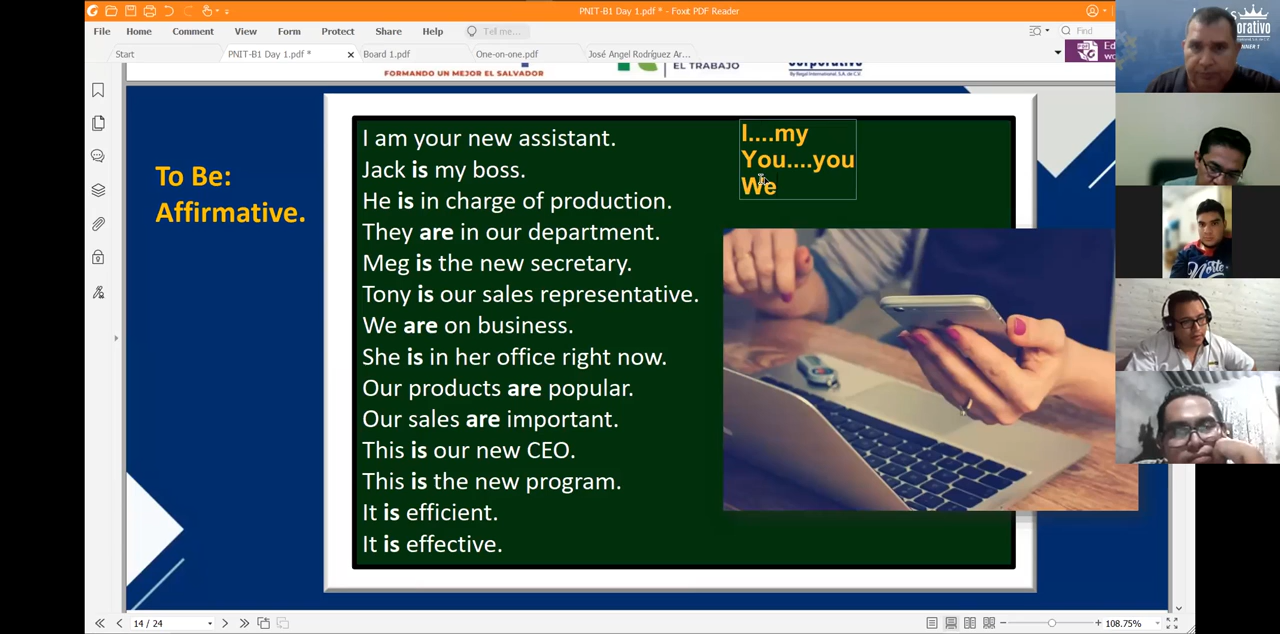 PNIT-B1 Day 1.pdf * - Foxit PDF Reader
File Home Comment View Form Protect Share Help Tell me... Find
Start PNIT-B1 Day 1.pdf * Board 1.pdf One-on-one.pdf José Angel Rodríguez Ar...
FORMANDO UN MEJOR EL SALVADOR
EL TRABAJO
To Be:
Affirmative.
I am your new assistant.
Jack is my boss.
He is in charge of production.
They are in our department.
Meg is the new secretary.
Tony is our sales representative.
We are on business.
She is in her office right now.
Our products are popular.
Our sales are important.
This is our new CEO.
This is the new program.
It is efficient.
It is effective.
I....my
You....you
We
14 / 24
108.75%